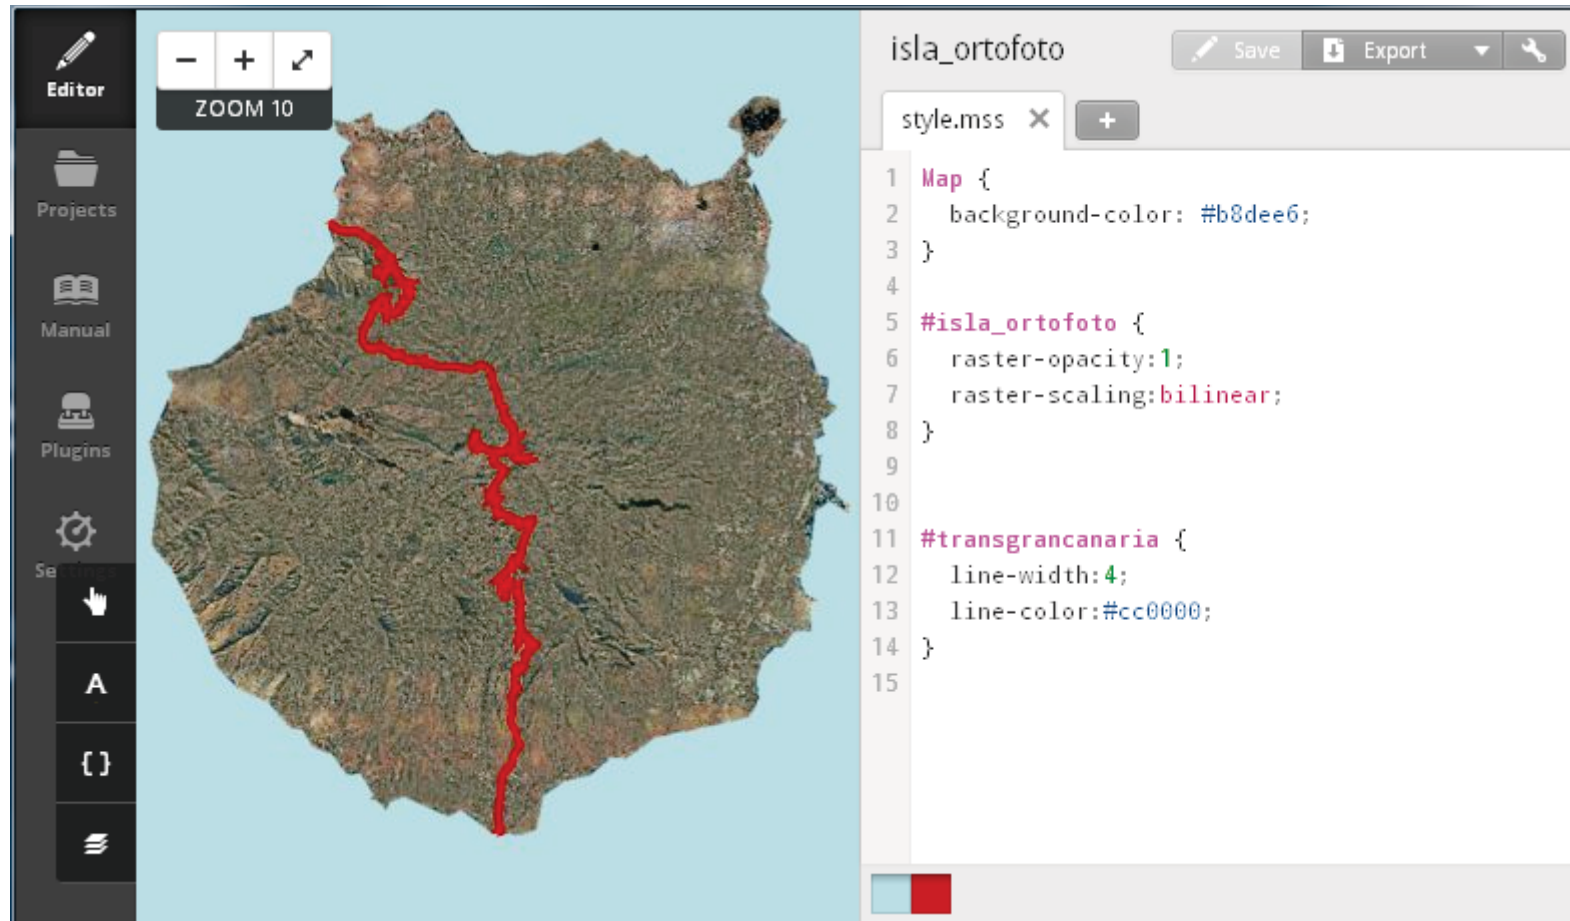 Editor
Projects
Manual
Plugins
Settings
A
{}
− + 
ZOOM 10
isla_ortofoto
Save
Export
style.mss ×
+
1 Map {
2 background-color: #b8dee6;
3 }
4
5 #isla_ortofoto {
6 raster-opacity:1;
7 raster-scaling:bilinear;
8 }
9
10
11 #transgrancanaria {
12 line-width:4;
13 line-color:#cc0000;
14 }
15